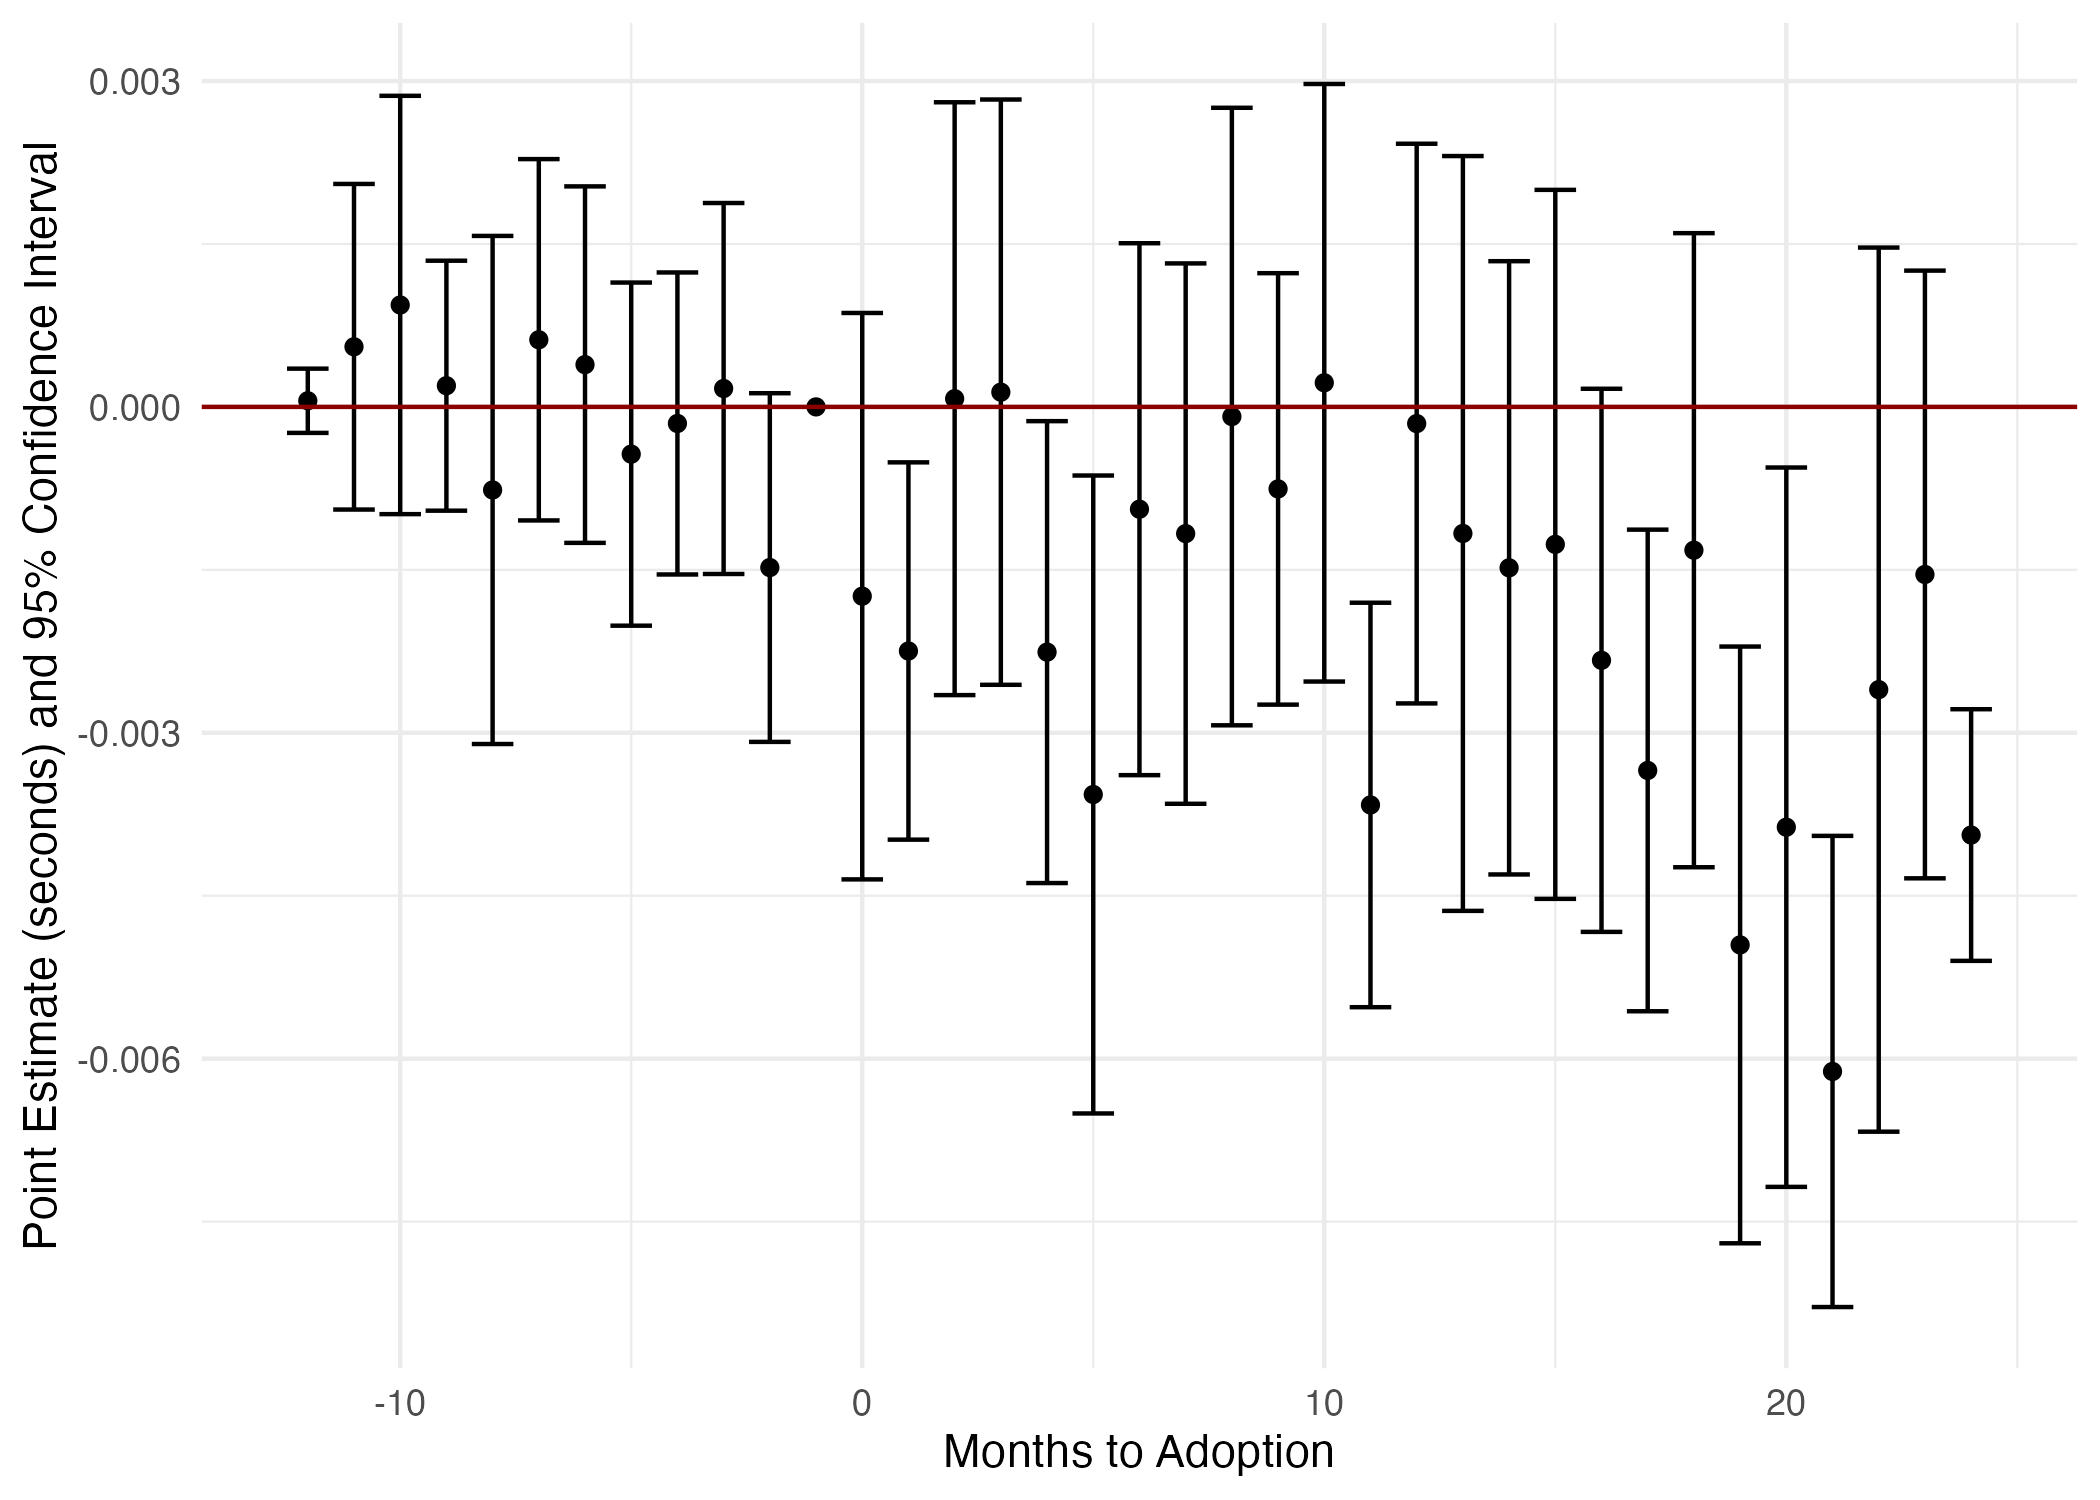 Point Estimate (seconds) and 95% Confidence Interval
0.003
0.000
-0.003
-0.006
-10 0 10 20
Months to Adoption